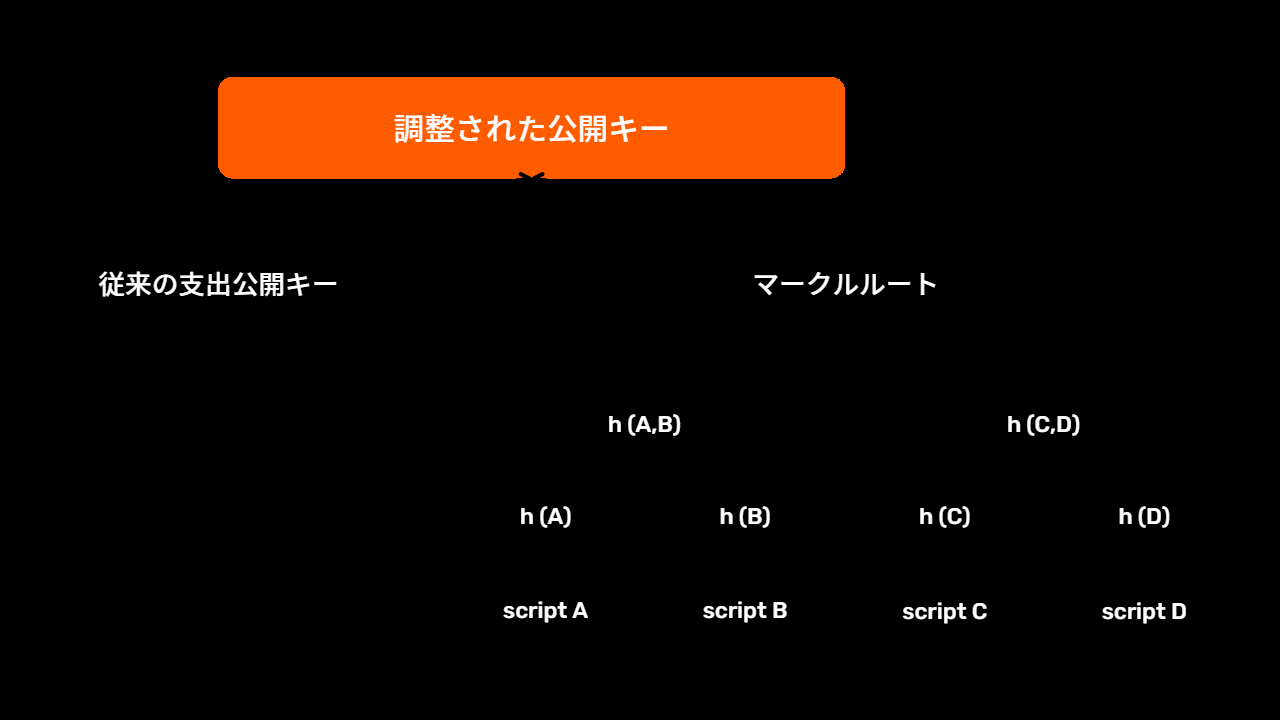 調整された公開キー
従来の支出公開キー
マークルルート
h (A,B)
h (C,D)
h (A)
h (B)
h (C)
h (D)
script A
script B
script C
script D